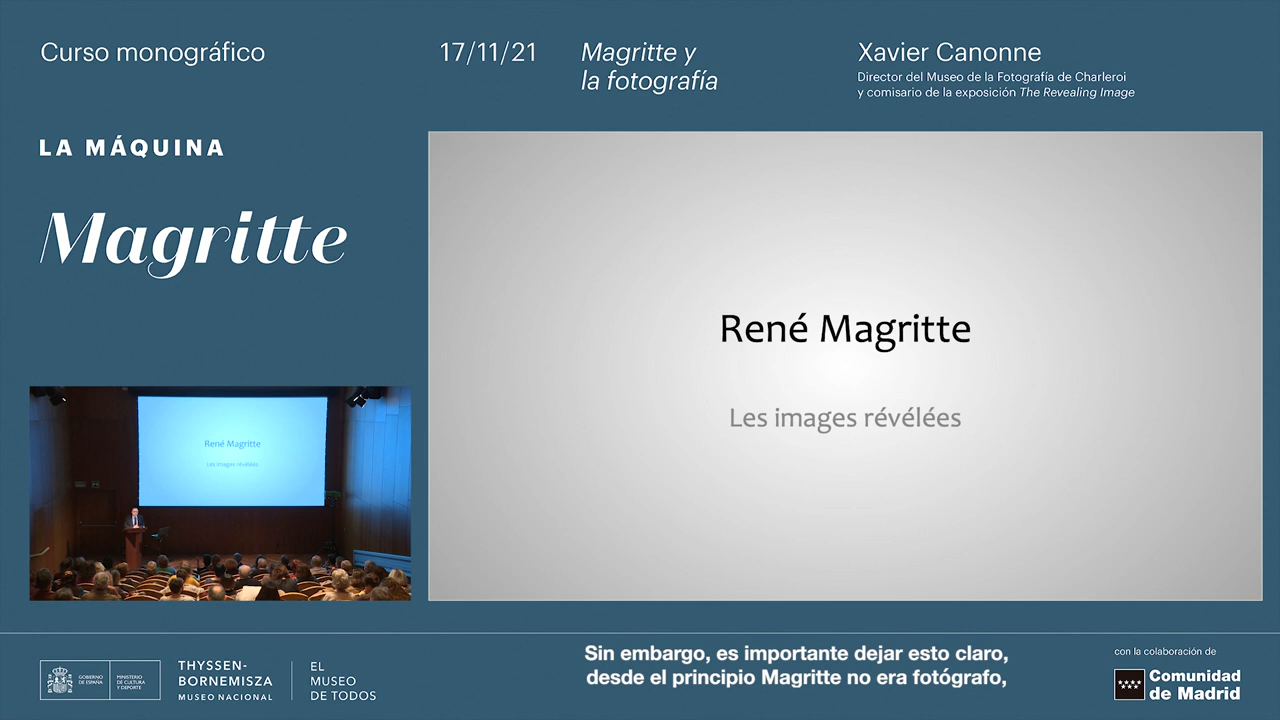 Curso monográfico
17/11/21
Magritte y
la fotografía
Xavier Canonne
Director del Museo de la Fotografía de Charleroi
y comisario de la exposición The Revealing Image
LA MÁQUINA
Magritte
René Magritte
Les images révélées
René Magritte
Les images révélées
GOBIERNO
DE ESPAÑA
MINISTERIO
DE CULTURA
Y DEPORTE
THYSSEN-
BORNEMISZA
MUSEO NACIONAL
EL
MUSEO
DE TODOS
Sin embargo, es importante dejar esto claro,
desde el principio Magritte no era fotógrafo,
con la colaboración de
Comunidad
de Madrid